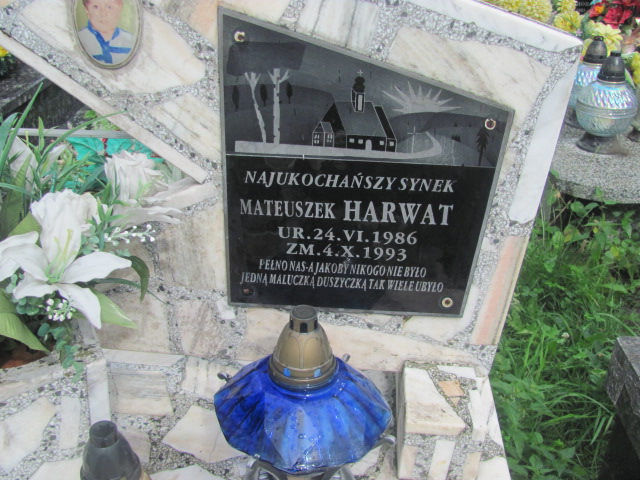 NAJUKOCHAŃSZY SYNEK
MATEUSZEK HARWAT
UR. 24. VI. 1986
ZM. 4. X. 1993
PEŁNO NAS - A JAKOBY NIKOGO NIE BYŁO
JEDNĄ MALUCZKĄ DUSZYCZKĄ TAK WIELE UBYŁO